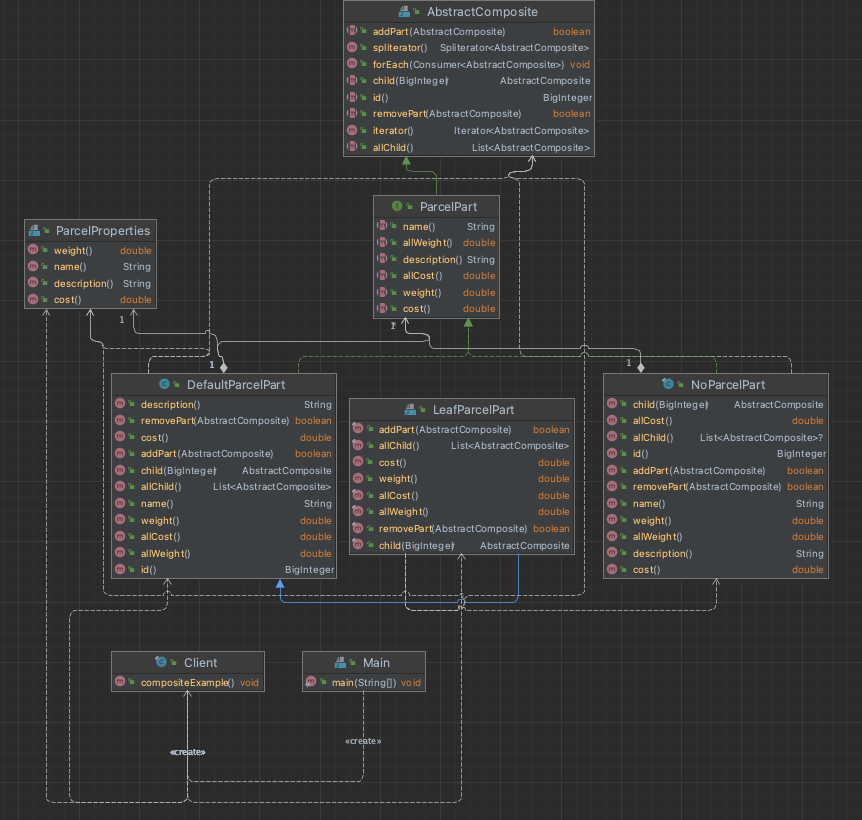 AbstractComposite
addPart(AbstractComposite) boolean
spliterator() Spliterator<AbstractComposite>
forEach(Consumer<AbstractComposite>) void
child(BigInteger) AbstractComposite
id() BigInteger
removePart(AbstractComposite) boolean
iterator() Iterator<AbstractComposite>
allChild() List<AbstractComposite>
ParcelPart
name() String
allWeight() double
description() String
allCost() double
weight() double
cost() double
ParcelProperties
weight() double
name() String
description() String
cost() double
1
1
1
1
DefaultParcelPart
description() String
removePart(AbstractComposite) boolean
cost() double
addPart(AbstractComposite) boolean
child(BigInteger) AbstractComposite
allChild() List<AbstractComposite>
name() String
weight() double
allCost() double
allWeight() double
id() BigInteger
LeafParcelPart
addPart(AbstractComposite) boolean
allChild() List<AbstractComposite>
cost() double
weight() double
allCost() double
allWeight() double
removePart(AbstractComposite) boolean
child(BigInteger) AbstractComposite
NoParcelPart
child(BigInteger) AbstractComposite
allCost() double
allChild() List<AbstractComposite>?
id() BigInteger
addPart(AbstractComposite) boolean
removePart(AbstractComposite) boolean
name() String
weight() double
allWeight() double
description() String
cost() double
Client
compositeExample() void
Main
main(String[]) void
«create»
«create»